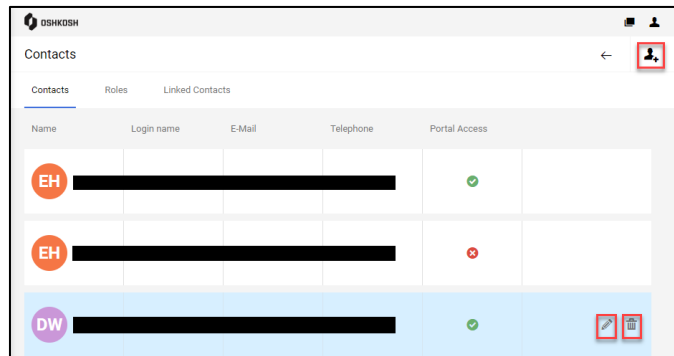 OSHKOSH
Contacts
Contacts Roles Linked Contacts
Name Login name E-Mail Telephone Portal Access
EH
EH
DW